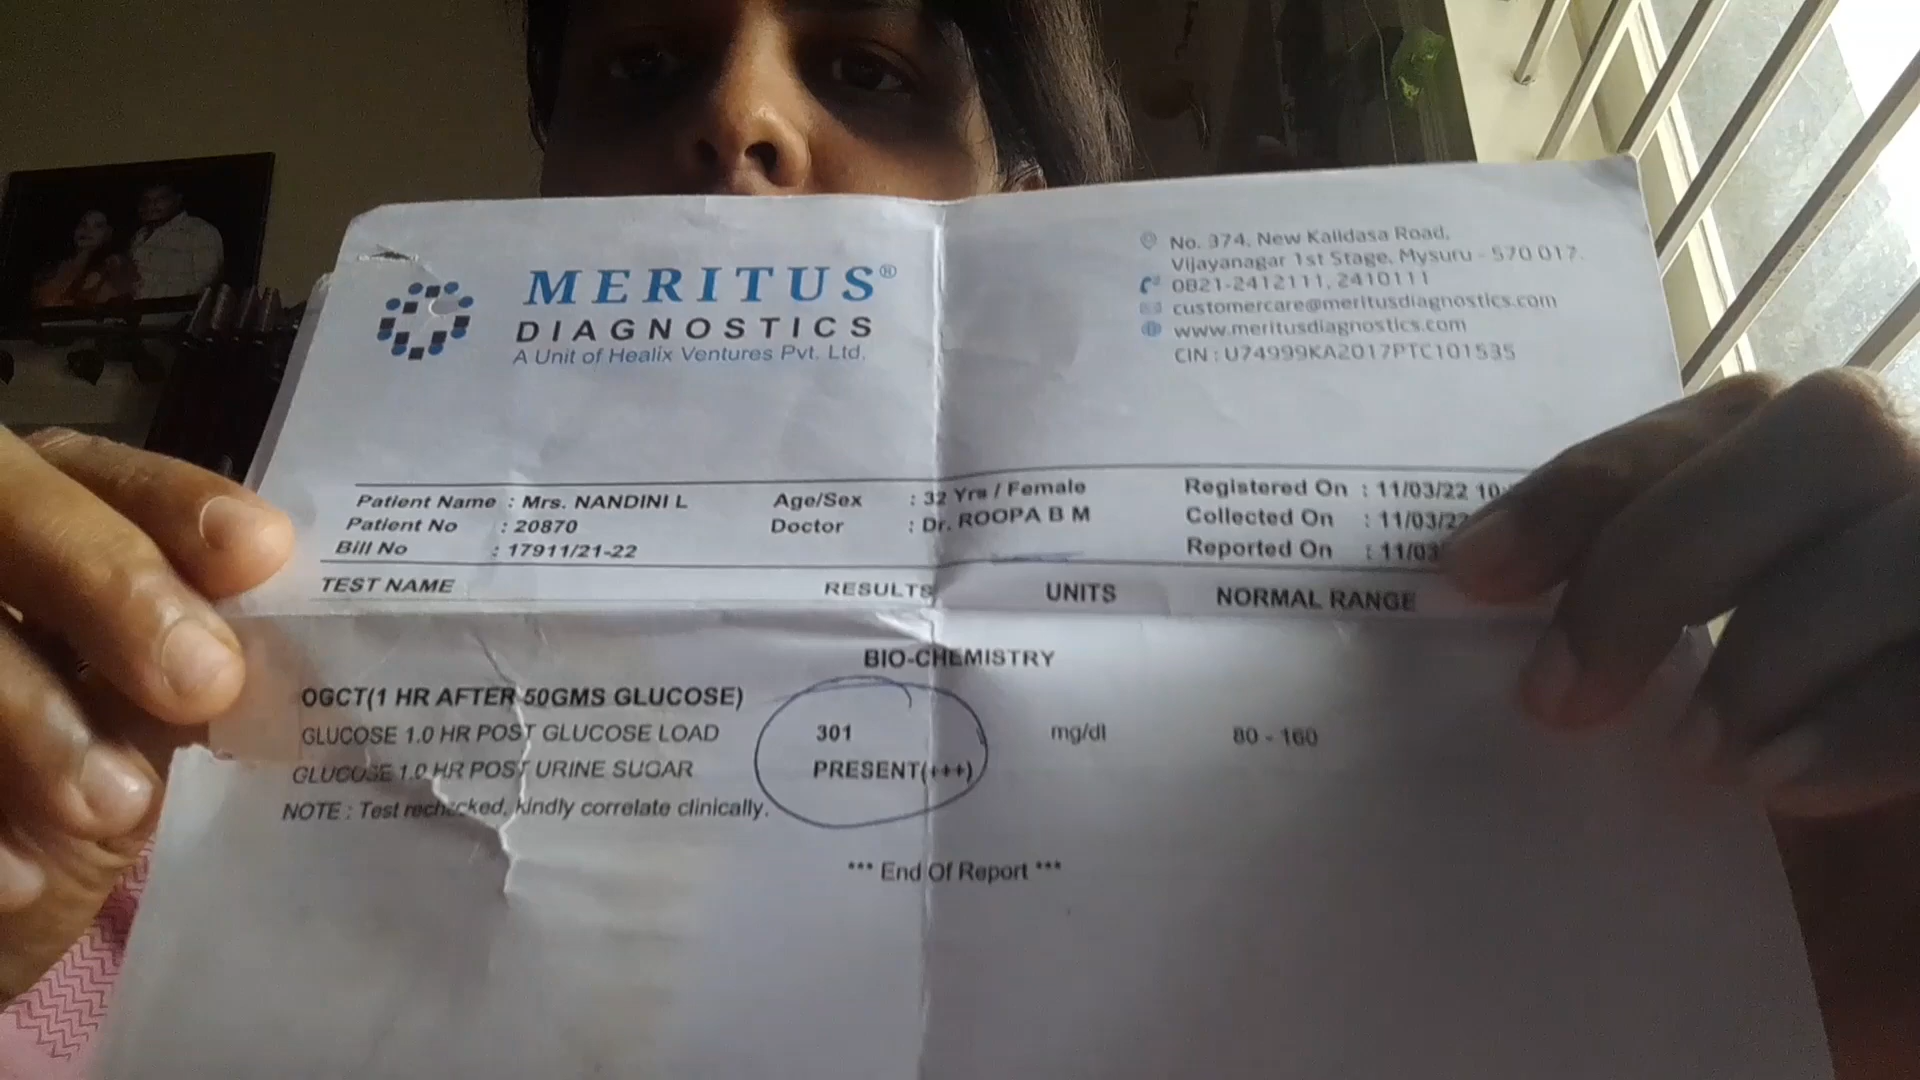 MERITUS®
DIAGNOSTICS
A Unit of Healix Ventures Pvt. Ltd.
No. 374, New Kalidasa Road,
Vijayanagar 1st Stage, Mysuru - 570 017.
0821-2412111, 2410111
customercare@meritusdiagnostics.com
www.meritusdiagnostics.com
CIN : U74999KA2017PTC101535
Patient Name : Mrs. NANDINI L Age/Sex : 32 Yrs / Female Registered On : 11/03/22 10:
Patient No : 20870 Doctor : Dr. ROOPA B M Collected On : 11/03/22
Bill No : 17911/21-22 Reported On : 11/03
TEST NAME RESULTS UNITS NORMAL RANGE
BIO-CHEMISTRY
OGCT(1 HR AFTER 50GMS GLUCOSE)
GLUCOSE 1.0 HR POST GLUCOSE LOAD 301 mg/dl 80 - 160
GLUCOSE 1.0 HR POST URINE SUGAR PRESENT(+++)
NOTE : Test rechecked, kindly correlate clinically.
*** End Of Report ***